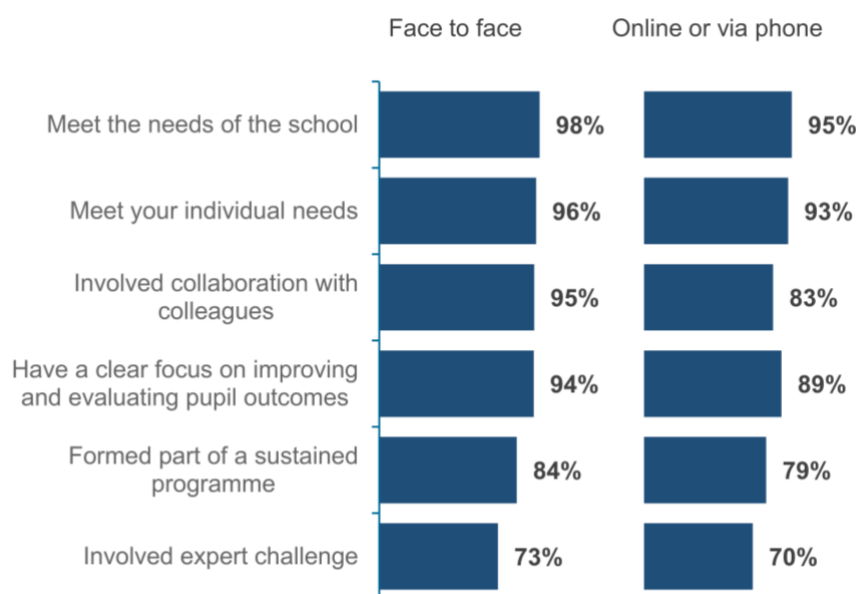 Face to face Online or via phone
Meet the needs of the school 98% 95%
Meet your individual needs 96% 93%
Involved collaboration with
colleagues 95% 83%
Have a clear focus on improving
and evaluating pupil outcomes 94% 89%
Formed part of a sustained
programme 84% 79%
Involved expert challenge 73% 70%